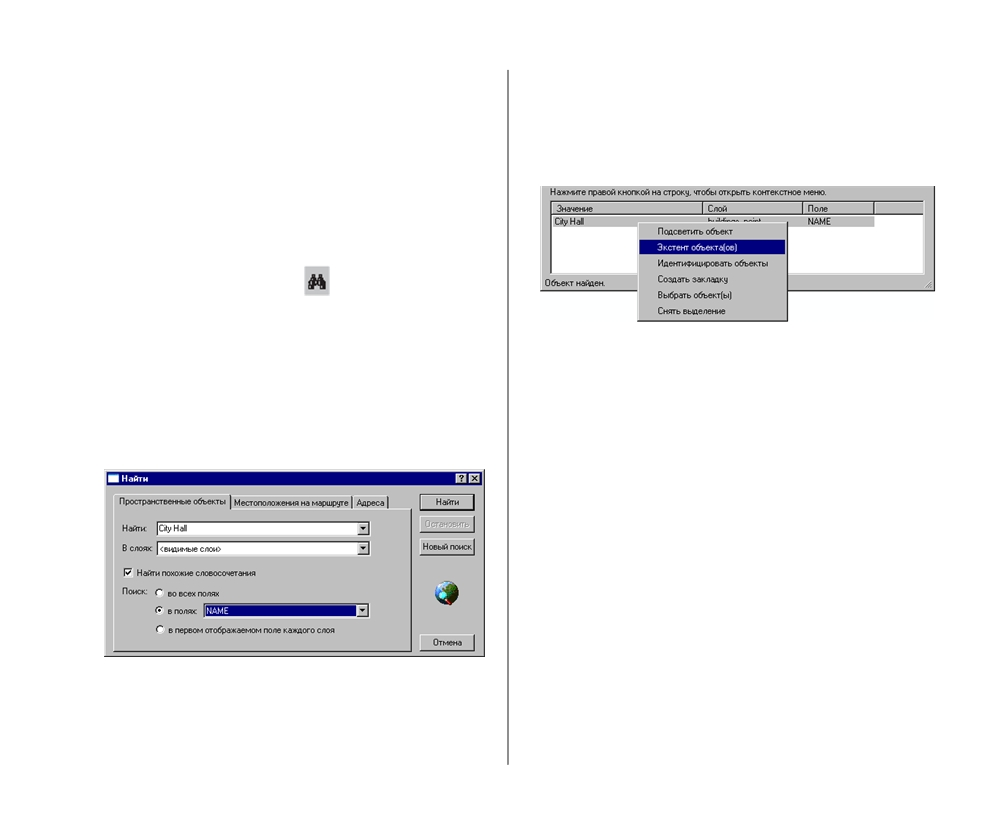 Найти
Пространственные объекты Местоположения на маршруте Адреса
Найти
Найти: City Hall
Остановить
В слоях: <видимые слои>
Новый поиск
Найти похожие словосочетания
Поиск: во всех полях
в полях: NAME
в первом отображаемом поле каждого слоя
Отмена
Нажмите правой кнопкой на строку, чтобы открыть контекстное меню.
Значение Слой Поле
City Hall buildings_point NAME
Подсветить объект
Экстент объекта(ов)
Идентифицировать объекты
Создать закладку
Выбрать объект(ы)
Снять выделение
Объект найден.